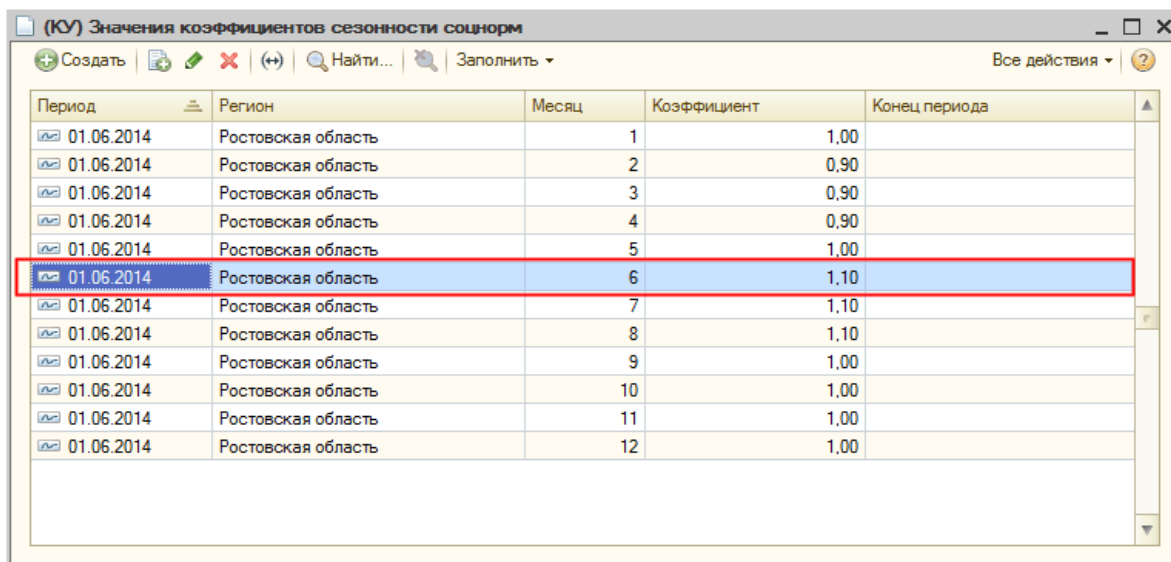 (КУ) Значения коэффициентов сезонности соцнорм
Создать Найти... Заполнить Все действия ?
Период Регион Месяц Коэффициент Конец периода
01.06.2014 Ростовская область 1 1,00
01.06.2014 Ростовская область 2 0,90
01.06.2014 Ростовская область 3 0,90
01.06.2014 Ростовская область 4 0,90
01.06.2014 Ростовская область 5 1,00
01.06.2014 Ростовская область 6 1,10
01.06.2014 Ростовская область 7 1,10
01.06.2014 Ростовская область 8 1,10
01.06.2014 Ростовская область 9 1,00
01.06.2014 Ростовская область 10 1,00
01.06.2014 Ростовская область 11 1,00
01.06.2014 Ростовская область 12 1,00